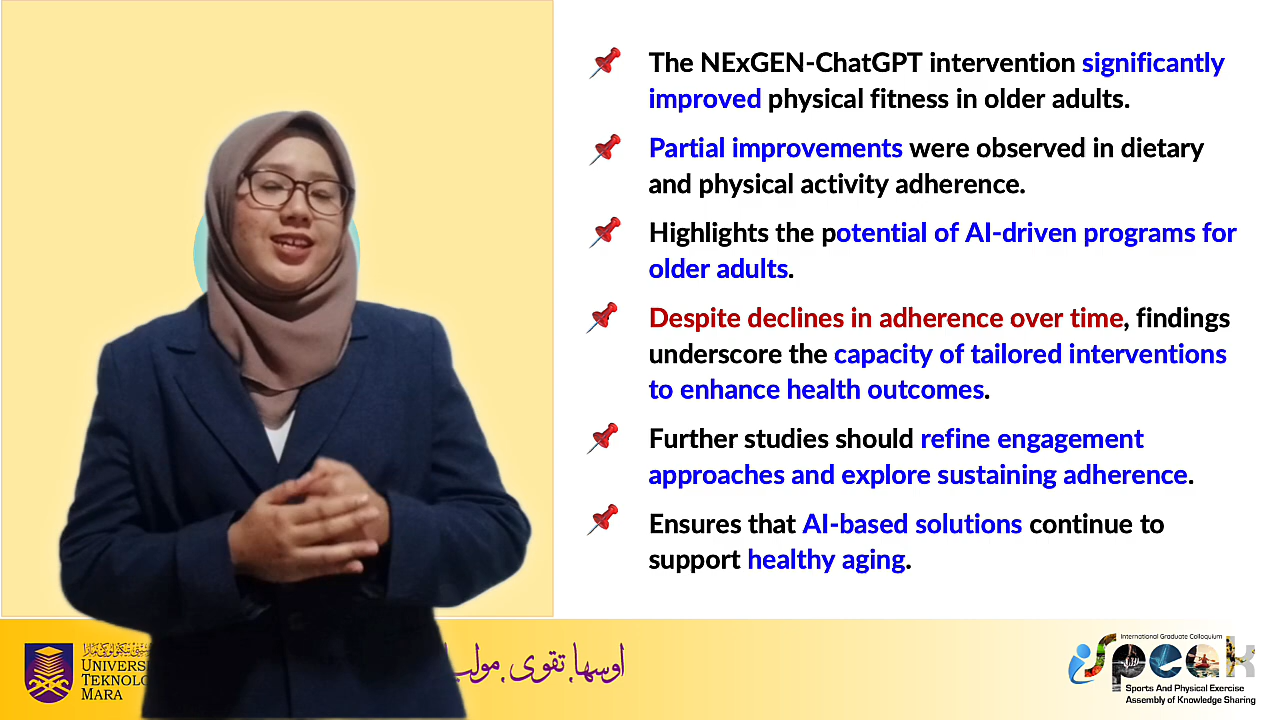 The NExGEN-ChatGPT intervention significantly
improved physical fitness in older adults.
Partial improvements were observed in dietary
and physical activity adherence.
Highlights the potential of AI-driven programs for
older adults.
Despite declines in adherence over time, findings
underscore the capacity of tailored interventions
to enhance health outcomes.
Further studies should refine engagement
approaches and explore sustaining adherence.
Ensures that AI-based solutions continue to
support healthy aging.
MARA
اوسها، تقوى،
International Graduate Colloquium
iSpeak
Sports And Physical Exercise
Assembly of Knowledge Sharing